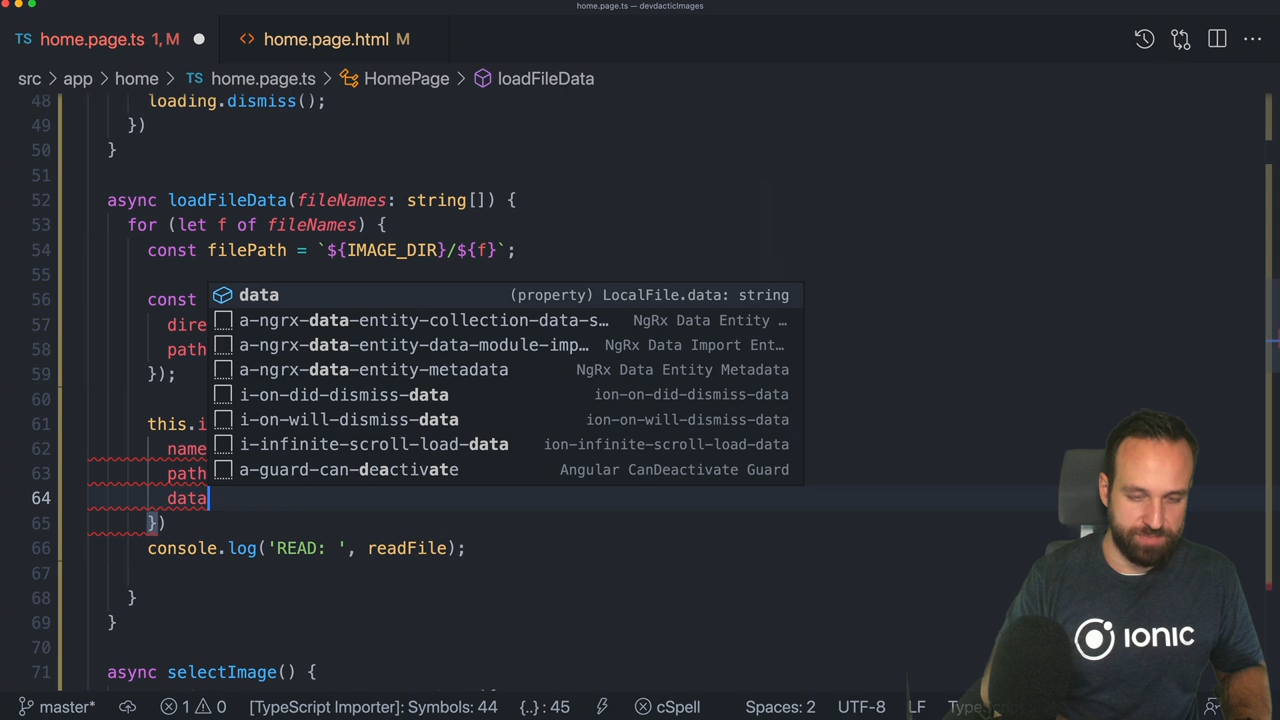 home.page.ts — devdacticImages
TS home.page.ts 1, M ●
<> home.page.html M
src > app > home > TS home.page.ts > HomePage > loadFileData
48 loading.dismiss();
49 })
50 }
51
52 async loadFileData(fileNames: string[]) {
53 for (let f of fileNames) {
54 const filePath = `${IMAGE_DIR}/${f}`;
55
56 const
57 dire
58 path
59 });
60
61 this.i
62 name
63 path
64 data
65 })
66 console.log('READ: ', readFile);
67
68 }
69 }
70
71 async selectImage() {
data (property) LocalFile.data: string
a-ngrx-data-entity-collection-data-s… NgRx Data Entity …
a-ngrx-data-entity-data-module-imp… NgRx Data Import Ent…
a-ngrx-data-entity-metadata NgRx Data Entity Metadata
i-on-did-dismiss-data ion-on-did-dismiss-data
i-on-will-dismiss-data ion-on-will-dismiss-data
i-infinite-scroll-load-data ion-infinite-scroll-load-data
a-guard-can-deactivate Angular CanDeactivate Guard
IONIC
master* 1 0 [TypeScript Importer]: Symbols: 44 {..}: 45 cSpell Spaces: 2 UTF-8 LF